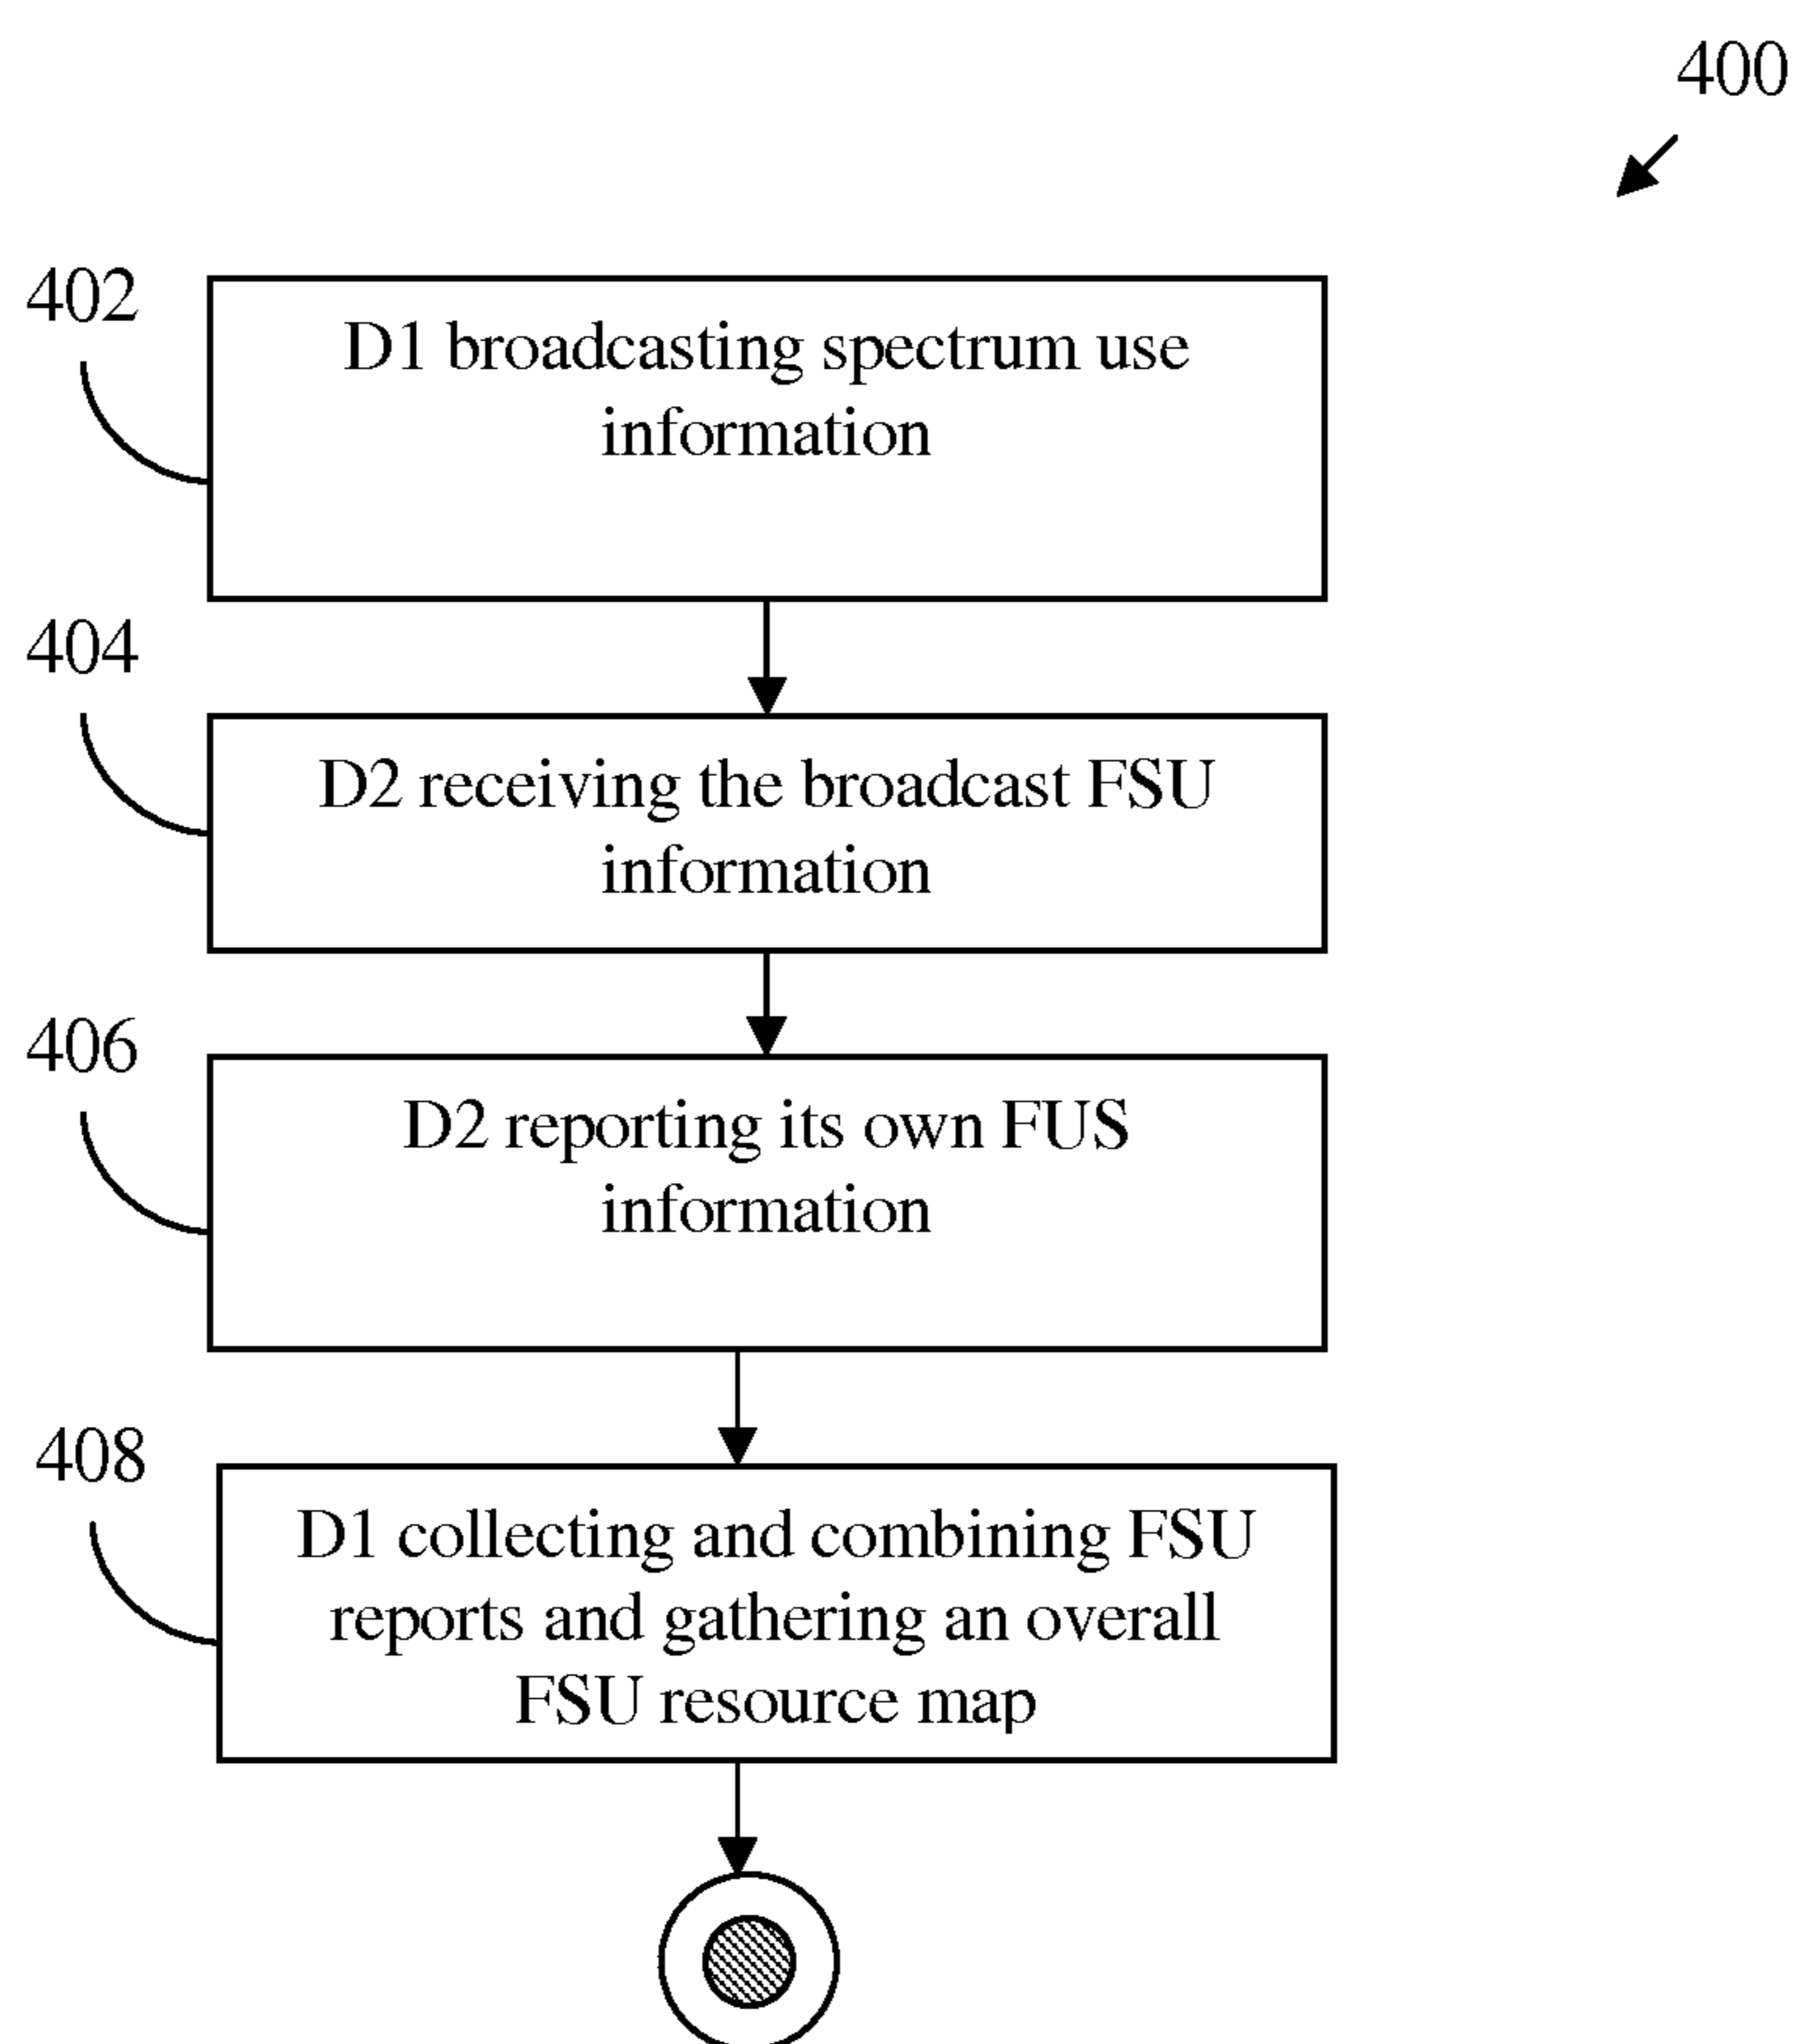 400
402
D1 broadcasting spectrum use
information
404
D2 receiving the broadcast FSU
information
406
D2 reporting its own FUS
information
408
D1 collecting and combining FSU
reports and gathering an overall
FSU resource map